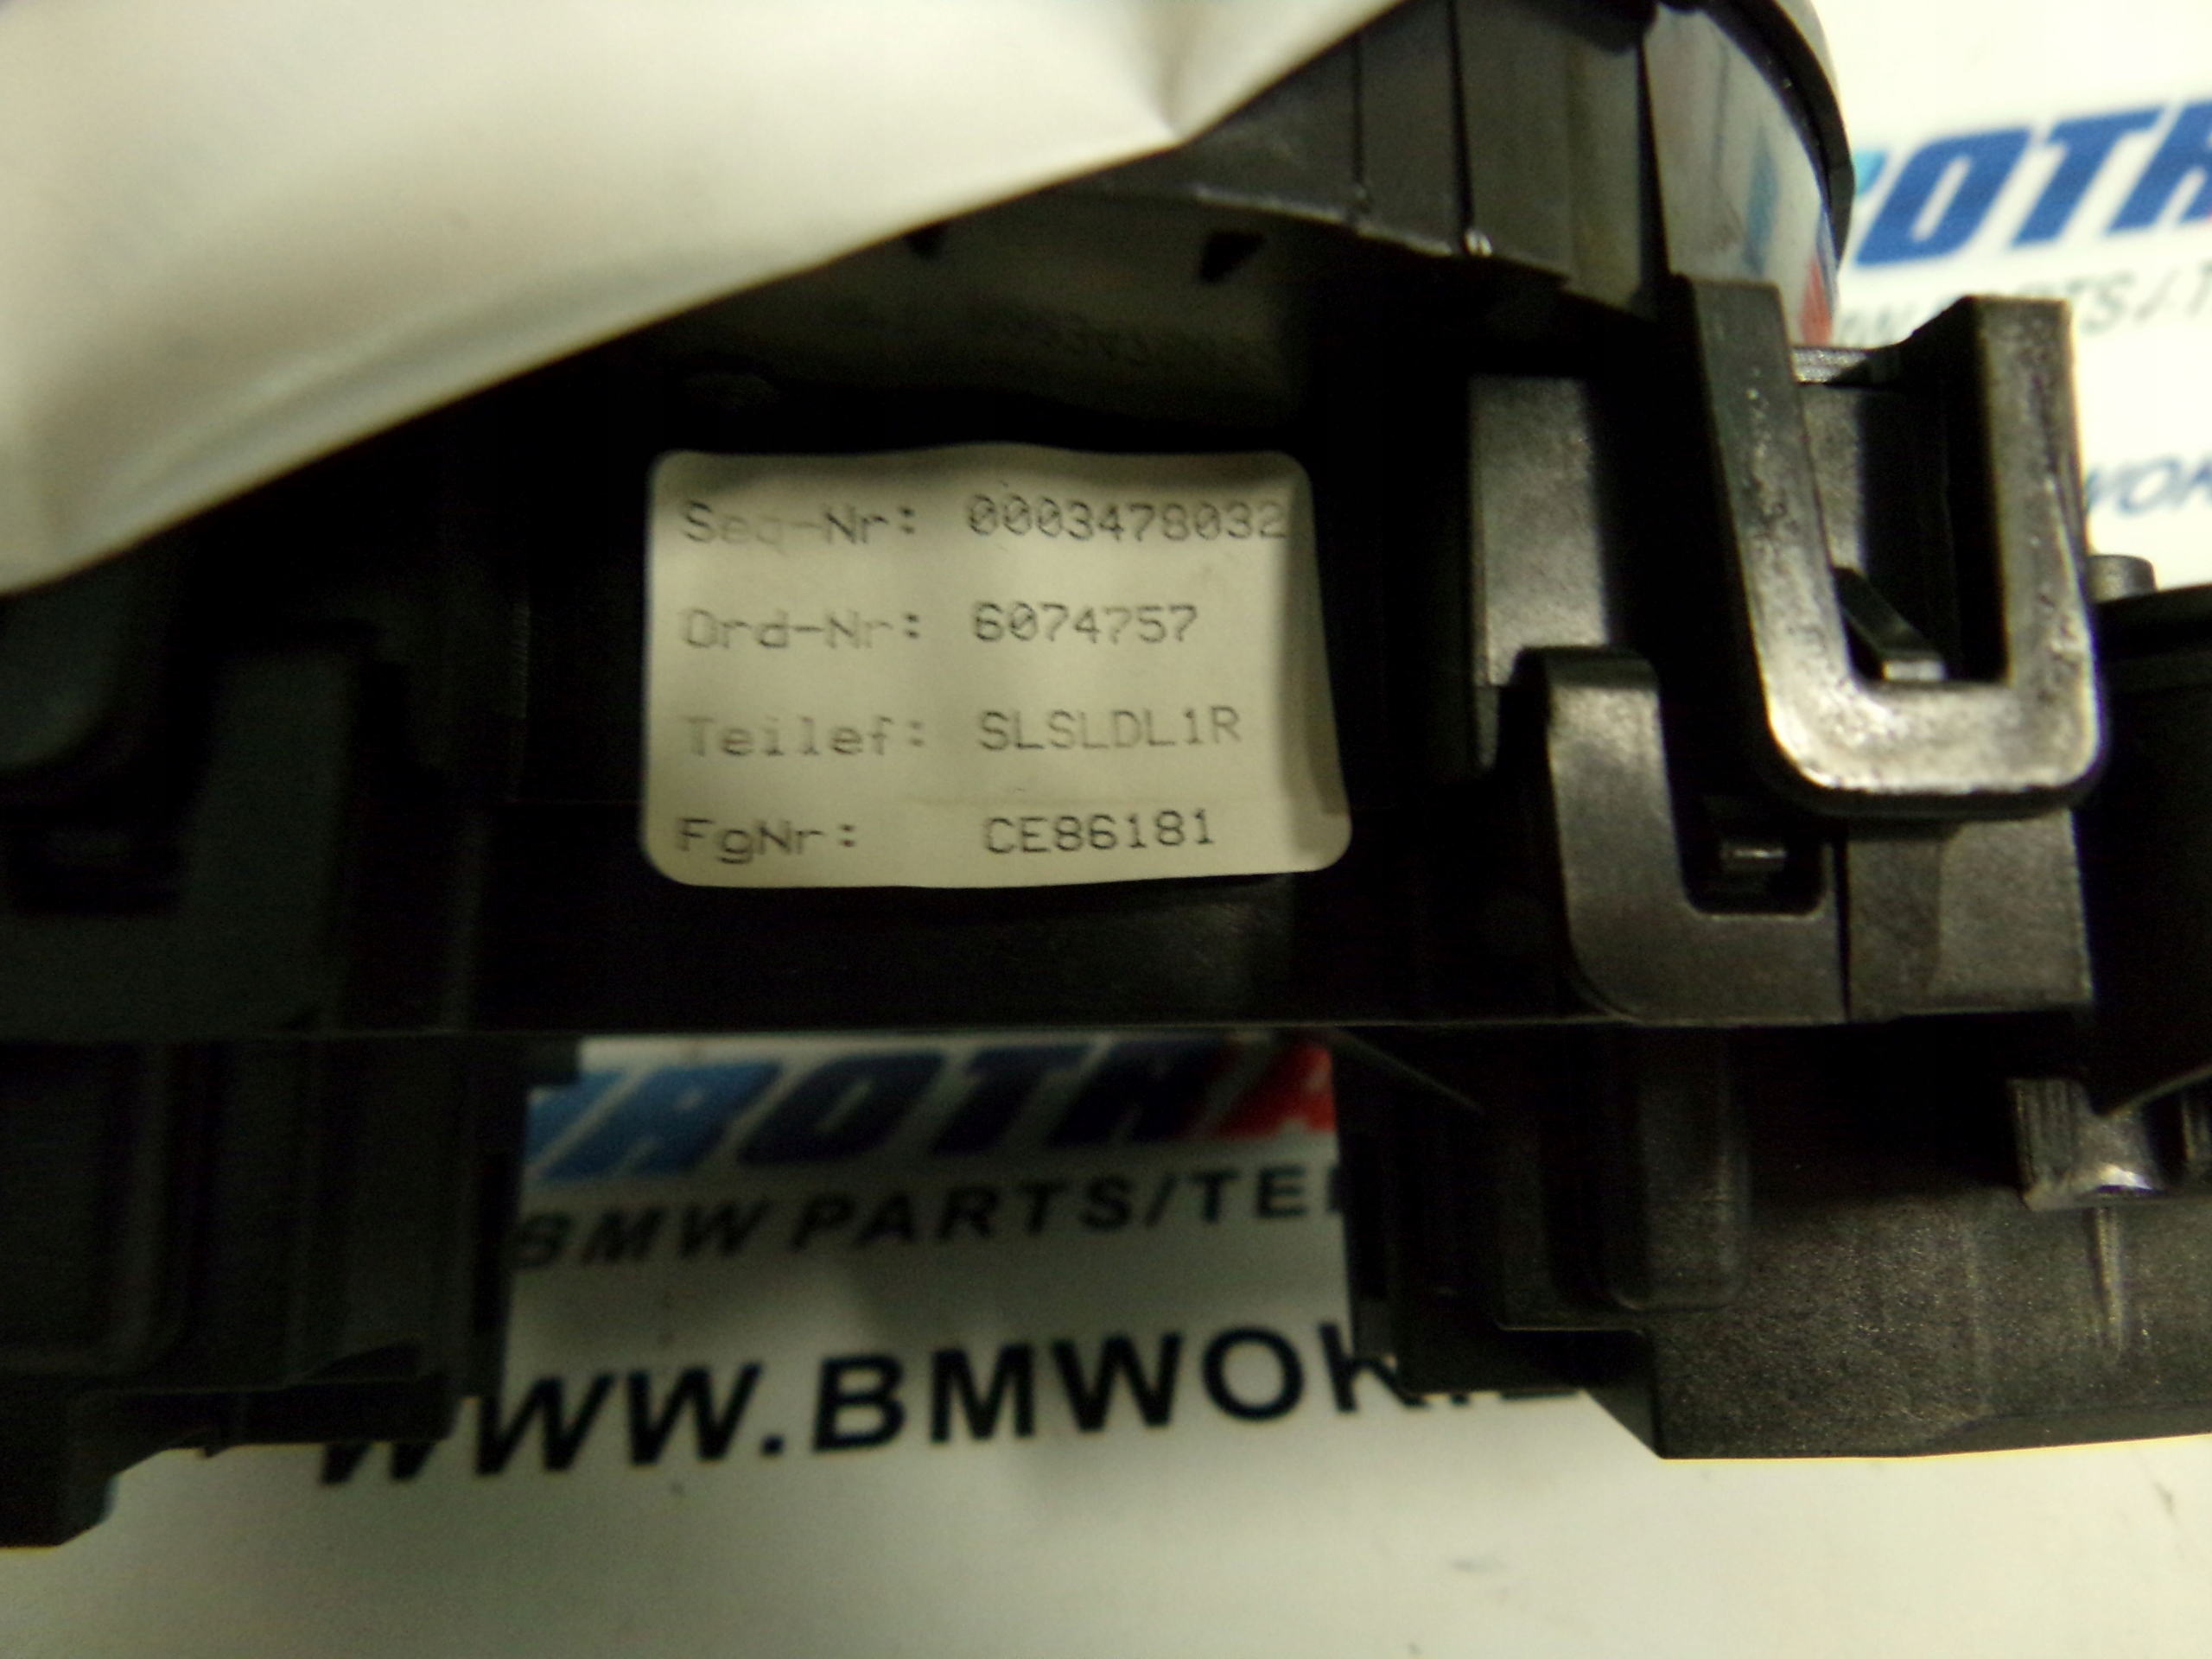 Seq-Nr: 0003478032
Ord-Nr: 6074757
Teilef: SLSLDL1R
FgNr: CE86181
BMW PARTS/TE
WWW.BMWOK